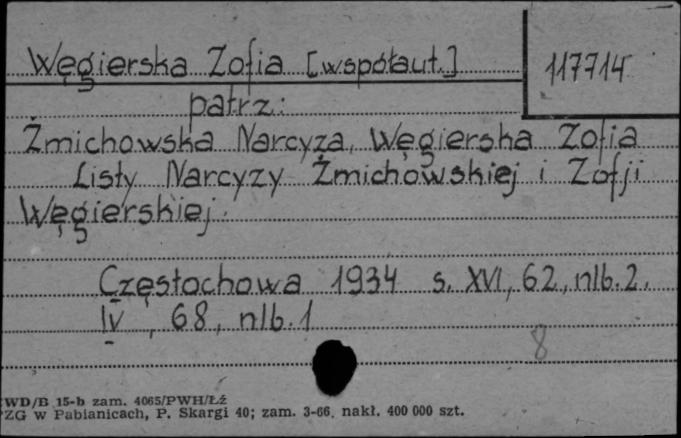 Węgierska Zofia [współaut.]
117714
patrz:
Żmichowska Narcyza, Węgierska Zofia
Listy Narcyzy Żmichowskiej i Zofji
Węgierskiej.
Częstochowa 1934 s. XVI, 62, nlb. 2.
IV , 68, nlb. 1
8
WD/B 15-b zam. 4065/PWH/Łź
ZG w Pabianicach, P. Skargi 40; zam. 3-66, nakł. 400 000 szt.